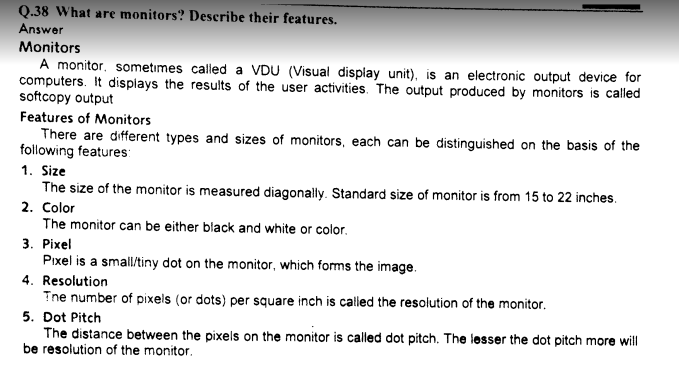 Q.38 What are monitors? Describe their features.
Answer
Monitors
A monitor, sometimes called a VDU (Visual display unit), is an electronic output device for
computers. It displays the results of the user activities. The output produced by monitors is called
softcopy output
Features of Monitors
There are different types and sizes of monitors, each can be distinguished on the basis of the
following features:
1. Size
The size of the monitor is measured diagonally. Standard size of monitor is from 15 to 22 inches.
2. Color
The monitor can be either black and white or color.
3. Pixel
Pixel is a small/tiny dot on the monitor, which forms the image.
4. Resolution
The number of pixels (or dots) per square inch is called the resolution of the monitor.
5. Dot Pitch
The distance between the pixels on the monitor is called dot pitch. The lesser the dot pitch more will
be resolution of the monitor.